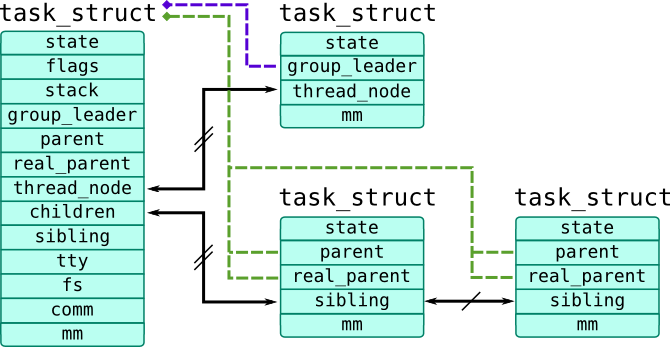 task_struct
state
flags
stack
group_leader
parent
real_parent
thread_node
children
sibling
tty
fs
comm
mm
task_struct
state
group_leader
thread_node
mm
task_struct
state
parent
real_parent
sibling
mm
task_struct
state
parent
real_parent
sibling
mm